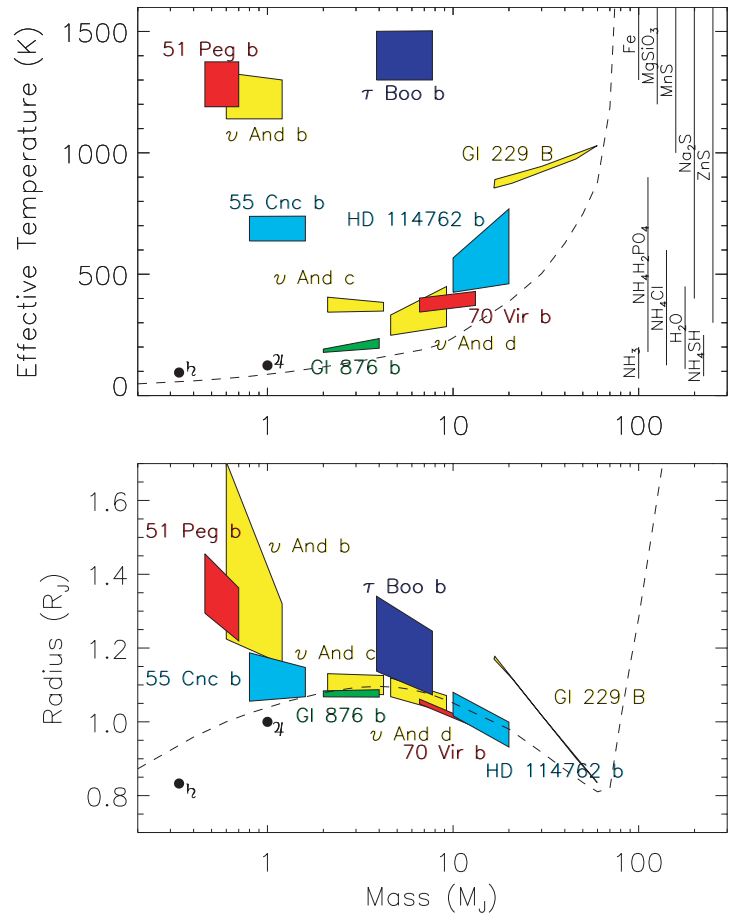 1500
1000
500
0
Effective Temperature (K)
51 Peg b
υ And b
τ Boo b
Gl 229 B
55 Cnc b
HD 114762 b
υ And c
70 Vir b
υ And d
Gl 876 b
♄
♃
Fe
MgSiO₃
MnS
Na₂S
ZnS
NH₃
NH₄H₂PO₄
NH₄Cl
H₂O
NH₄SH
1
10
100
1.6
1.4
1.2
1.0
0.8
Radius (R_J)
51 Peg b
υ And b
τ Boo b
υ And c
55 Cnc b
Gl 229 B
Gl 876 b
υ And d
70 Vir b
HD 114762 b
♃
♄
1
10
100
Mass (M_J)